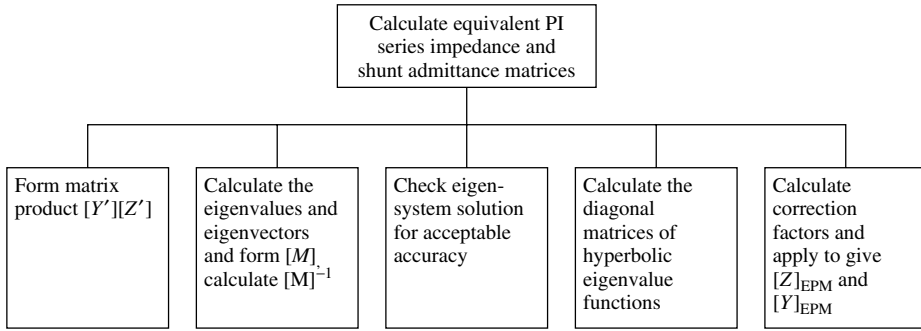 Calculate equivalent PI
series impedance and
shunt admittance matrices
Form matrix
product [Y′][Z′]
Calculate the
eigenvalues and
eigenvectors
and form [M],
calculate [M]⁻¹
Check eigen-
system solution
for acceptable
accuracy
Calculate the
diagonal
matrices of
hyperbolic
eigenvalue
functions
Calculate
correction
factors and
apply to give
[Z]EPM and
[Y]EPM